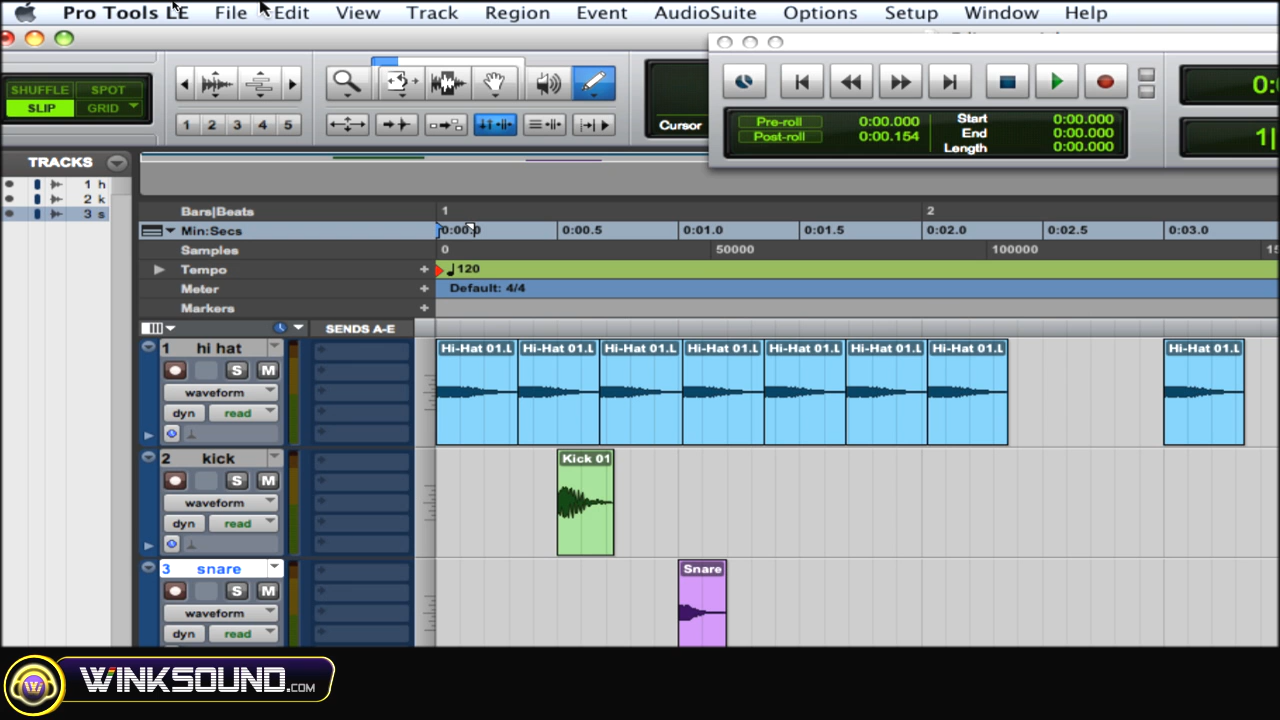 Pro Tools LE File Edit View Track Region Event AudioSuite Options Setup Window Help
SHUFFLE SPOT
SLIP GRID
1 2 3 4 5
Cursor
Pre-roll 0:00.000 Start 0:00.000
Post-roll 0:00.154 End 0:00.000
Length 0:00.000
TRACKS
1 h
2 k
3 s
Bars|Beats 1 2
Min:Secs 0:00.0 0:00.5 0:01.0 0:01.5 0:02.0 0:02.5 0:03.0
Samples 0 50000 100000
Tempo 120
Meter Default: 4/4
Markers
SENDS A-E
1 hi hat
Hi-Hat 01.L Hi-Hat 01.L Hi-Hat 01.L Hi-Hat 01.L Hi-Hat 01.L Hi-Hat 01.L Hi-Hat 01.L Hi-Hat 01.L
S M
waveform
dyn read
2 kick Kick 01
S M
waveform
dyn read
3 snare Snare
S M
waveform
dyn read
WINKSOUND.COM